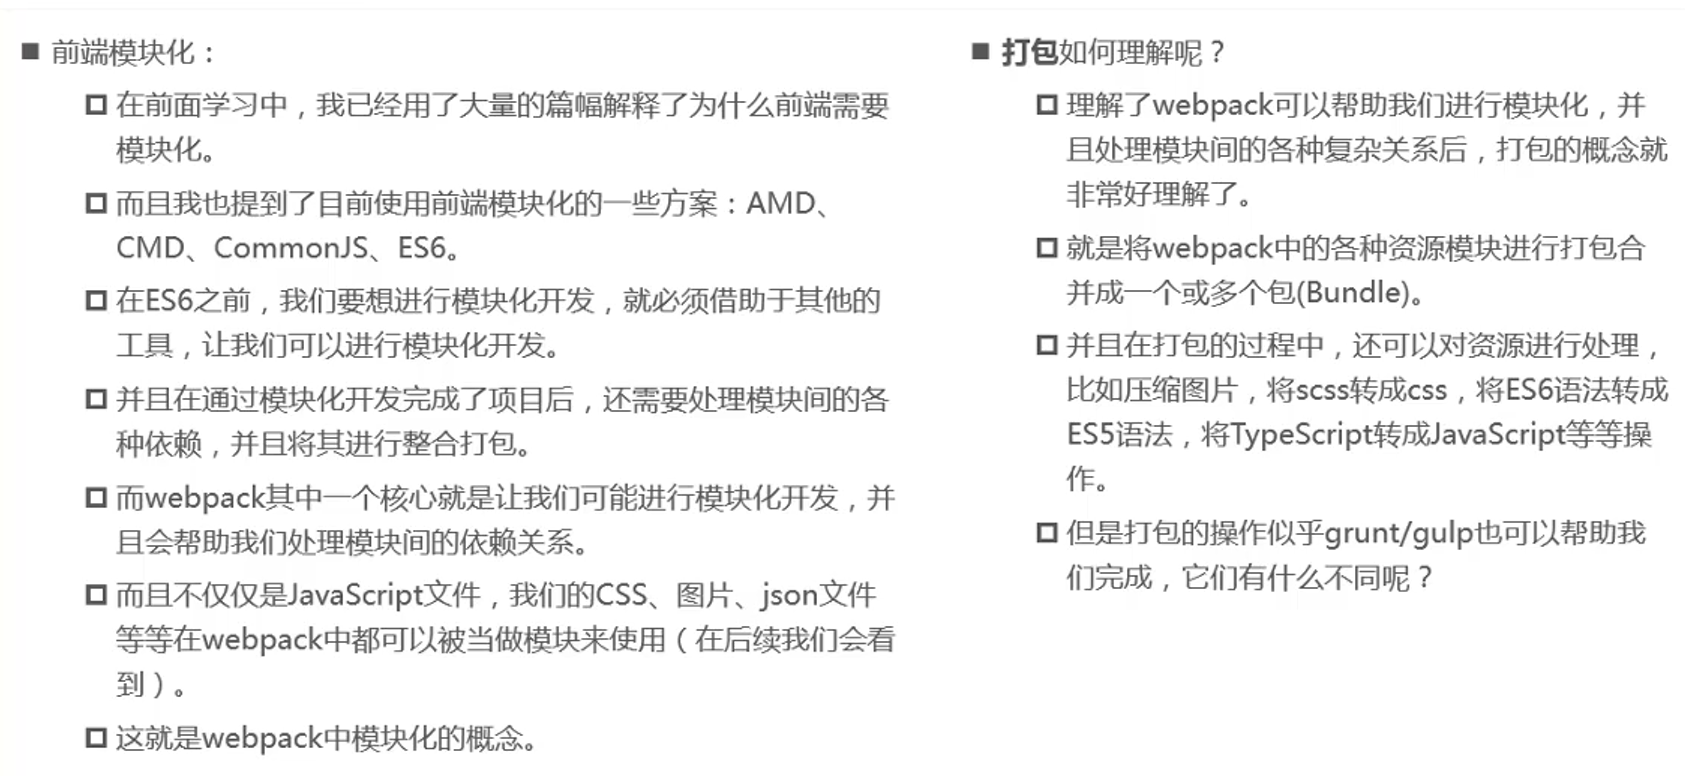 前端模块化：
在前面学习中，我已经用了大量的篇幅解释了为什么前端需要
模块化。
而且我也提到了目前使用前端模块化的一些方案：AMD、
CMD、CommonJS、ES6。
在ES6之前，我们要想进行模块化开发，就必须借助于其他的
工具，让我们可以进行模块化开发。
并且在通过模块化开发完成了项目后，还需要处理模块间的各
种依赖，并且将其进行整合打包。
而webpack其中一个核心就是让我们可能进行模块化开发，并
且会帮助我们处理模块间的依赖关系。
而且不仅仅是JavaScript文件，我们的CSS、图片、json文件
等等在webpack中都可以被当做模块来使用（在后续我们会看
到）。
这就是webpack中模块化的概念。
打包如何理解呢？
理解了webpack可以帮助我们进行模块化，并
且处理模块间的各种复杂关系后，打包的概念就
非常好理解了。
就是将webpack中的各种资源模块进行打包合
并成一个或多个包(Bundle)。
并且在打包的过程中，还可以对资源进行处理，
比如压缩图片，将scss转成css，将ES6语法转成
ES5语法，将TypeScript转成JavaScript等等操
作。
但是打包的操作似乎grunt/gulp也可以帮助我
们完成，它们有什么不同呢？